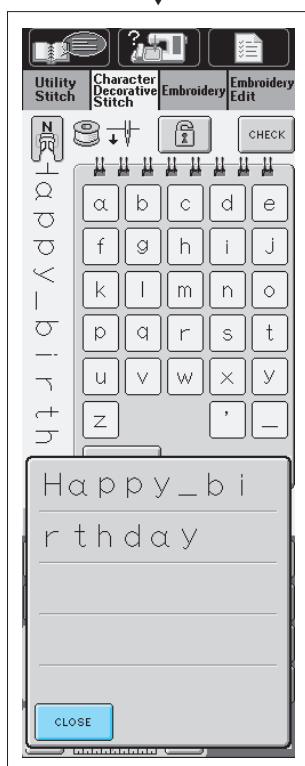 Utility Stitch
Character Decorative Stitch
Embroidery
Embroidery Edit
N
CHECK
Happy_birth
a b c d e
f g h i j
k l m n o
p q r s t
u v w x y
z ' _
Happy_bi
rthday
CLOSE